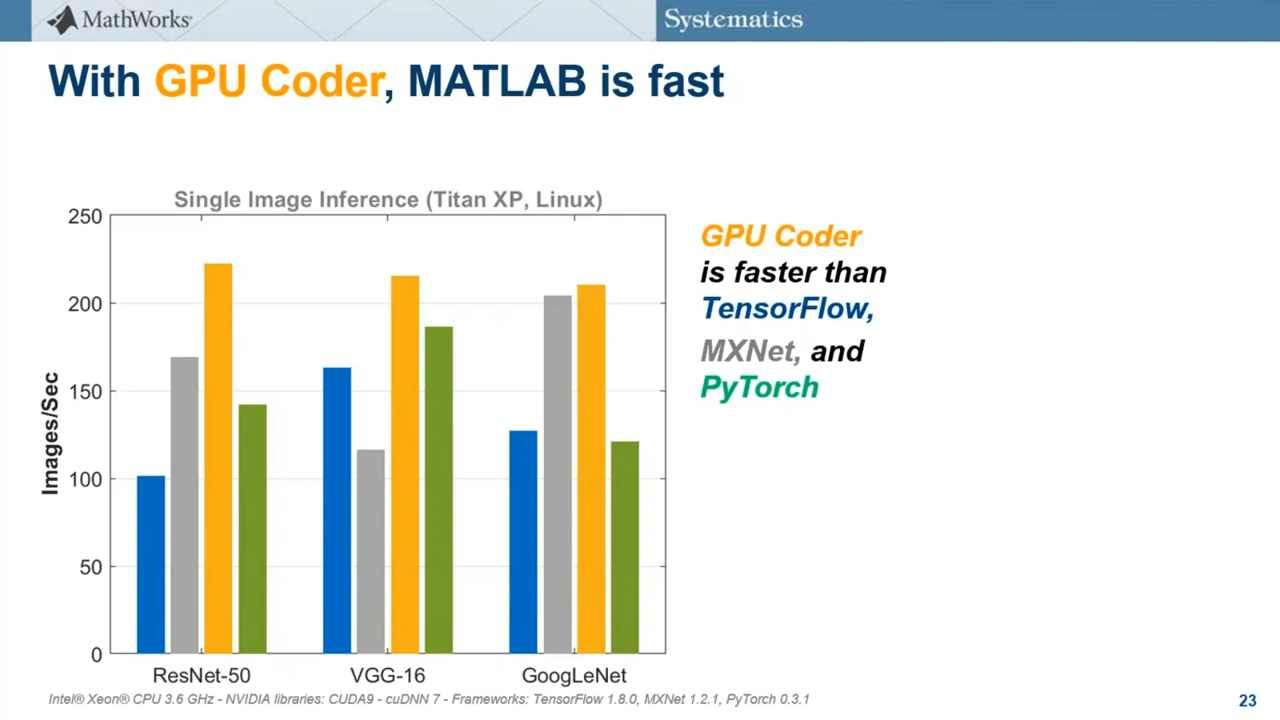 MathWorks®
Systematics
With GPU Coder, MATLAB is fast
Single Image Inference (Titan XP, Linux)
250
200
150
100
50
0
Images/Sec
ResNet-50
VGG-16
GoogLeNet
GPU Coder
is faster than
TensorFlow,
MXNet, and
PyTorch
Intel® Xeon® CPU 3.6 GHz - NVIDIA libraries: CUDA9 - cuDNN 7 - Frameworks: TensorFlow 1.8.0, MXNet 1.2.1, PyTorch 0.3.1
23